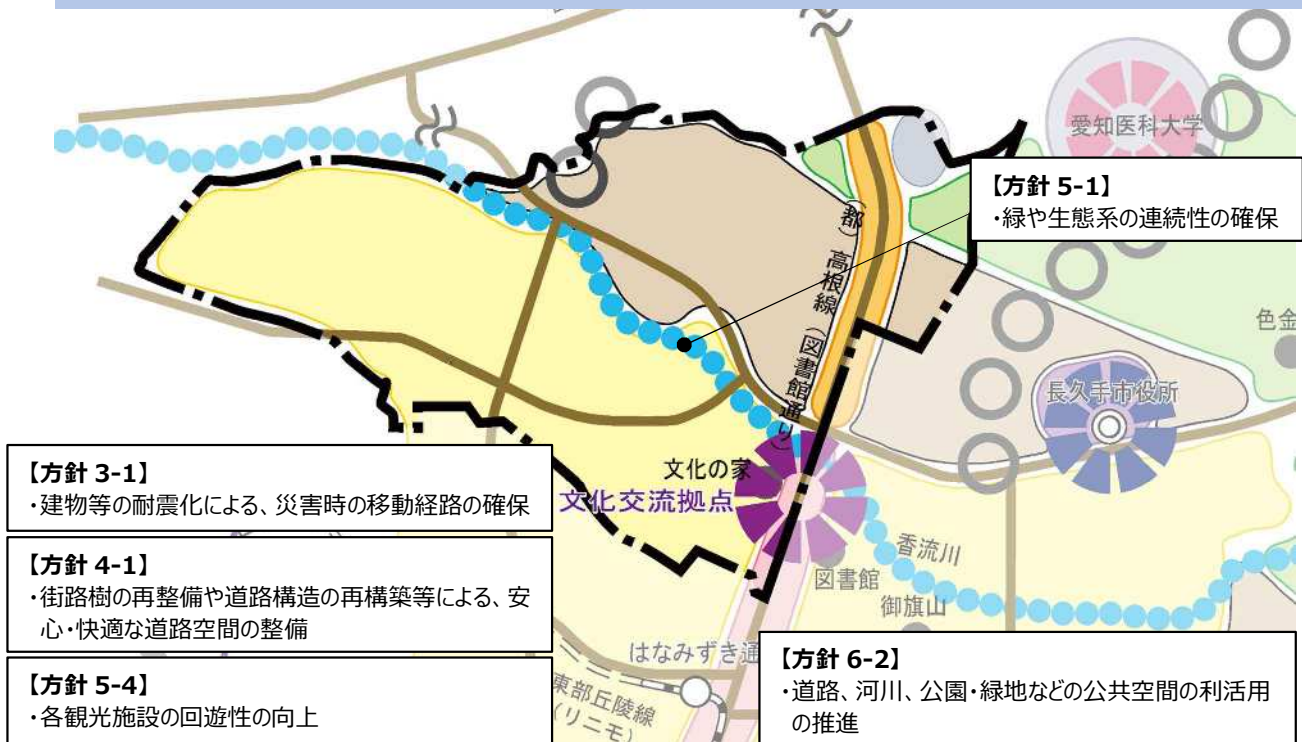 愛知医科大学
【方針 5-1】
・緑や生態系の連続性の確保
(都)高根線(図書館通り)
色金
長久手市役所
文化の家
文化交流拠点
【方針 3-1】
・建物等の耐震化による、災害時の移動経路の確保
【方針 4-1】
・街路樹の再整備や道路構造の再構築等による、安
心・快適な道路空間の整備
【方針 5-4】
・各観光施設の回遊性の向上
香流川
図書館
御旗山
はなみずき通
東部丘陵線
(リニモ)
【方針 6-2】
・道路、河川、公園・緑地などの公共空間の利活用
の推進